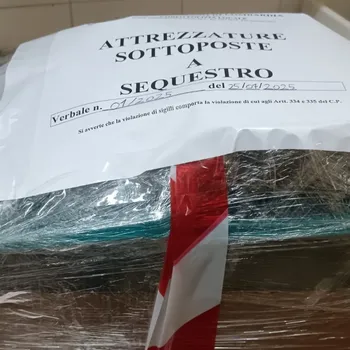 ATTREZZATURE
SOTTOPOSTE
A
SEQUESTRO
Verbale n. 01/2025 del 25/01/2025
Si avverte che la violazione di sigilli comporta la violazione di cui agli Artt. 334 e 335 del C.P.